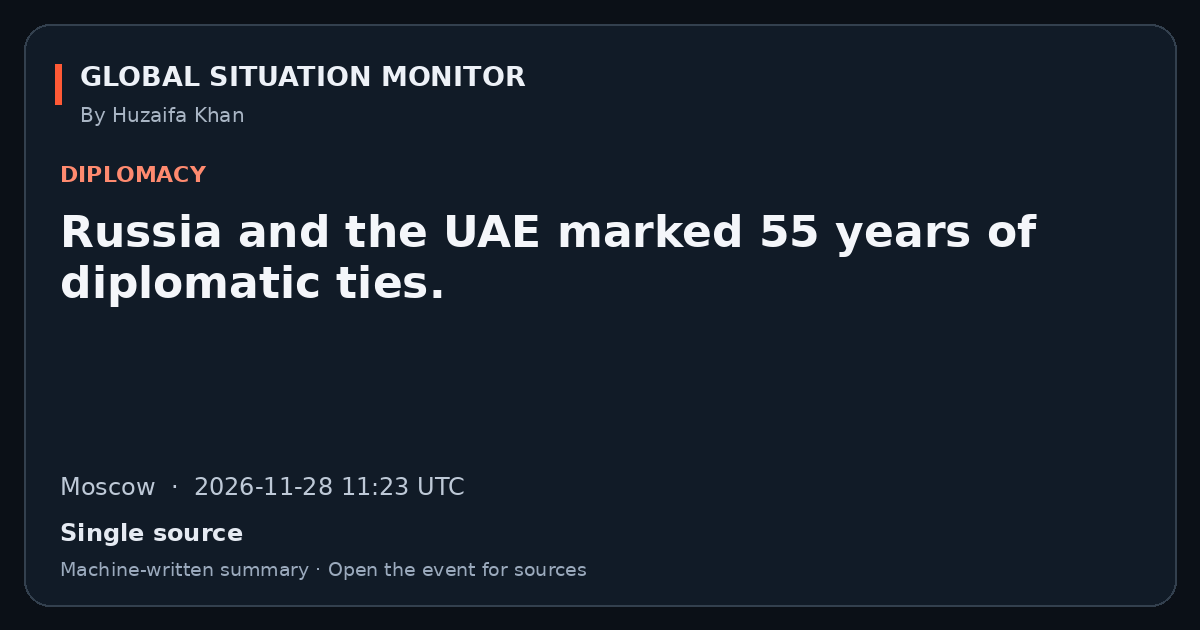 GLOBAL SITUATION MONITOR
By Huzaifa Khan
DIPLOMACY
Russia and the UAE marked 55 years of
diplomatic ties.
Moscow · 2026-11-28 11:23 UTC
Single source
Machine-written summary · Open the event for sources